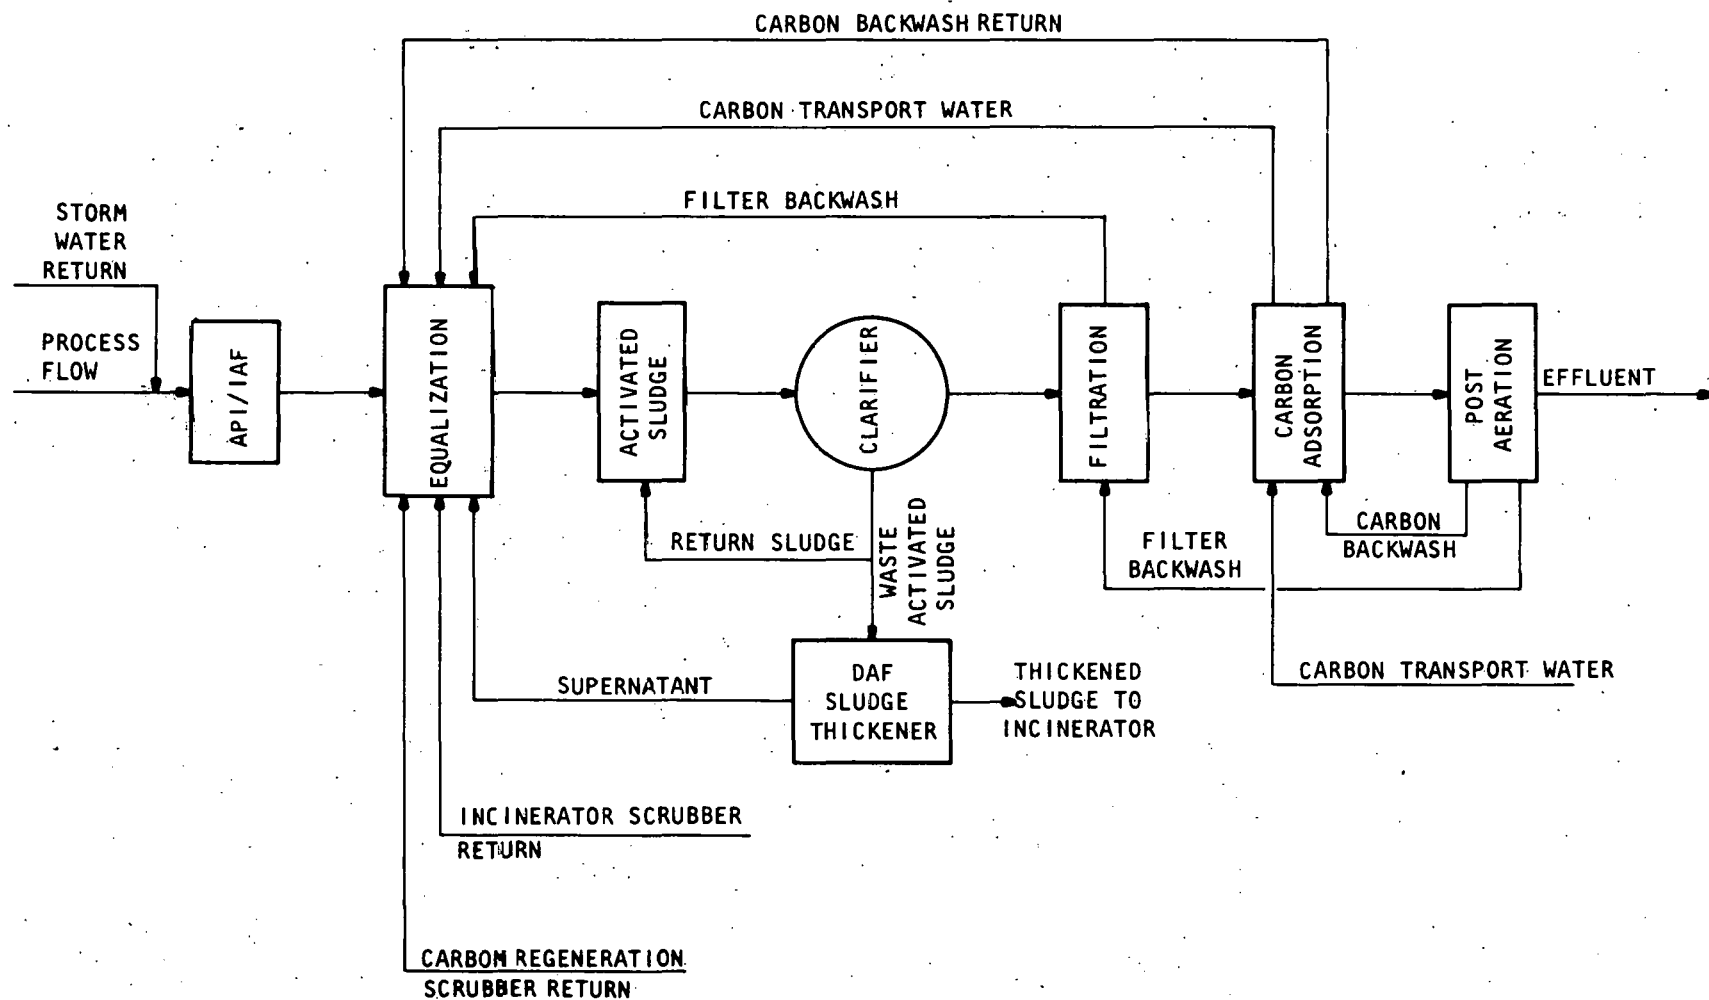 CARBON BACKWASH RETURN
CARBON TRANSPORT WATER
FILTER BACKWASH
STORM
WATER
RETURN
PROCESS
FLOW
API/IAF
EQUALIZATION
ACTIVATED
SLUDGE
CLARIFIER
FILTRATION
CARBON
ADSORPTION
POST
AERATION
EFFLUENT
RETURN SLUDGE
WASTE
ACTIVATED
SLUDGE
FILTER
BACKWASH
CARBON
BACKWASH
CARBON TRANSPORT WATER
SUPERNATANT
DAF
SLUDGE
THICKENER
THICKENED
SLUDGE TO
INCINERATOR
INCINERATOR SCRUBBER
RETURN
CARBOM REGENERATION
SCRUBBER RETURN